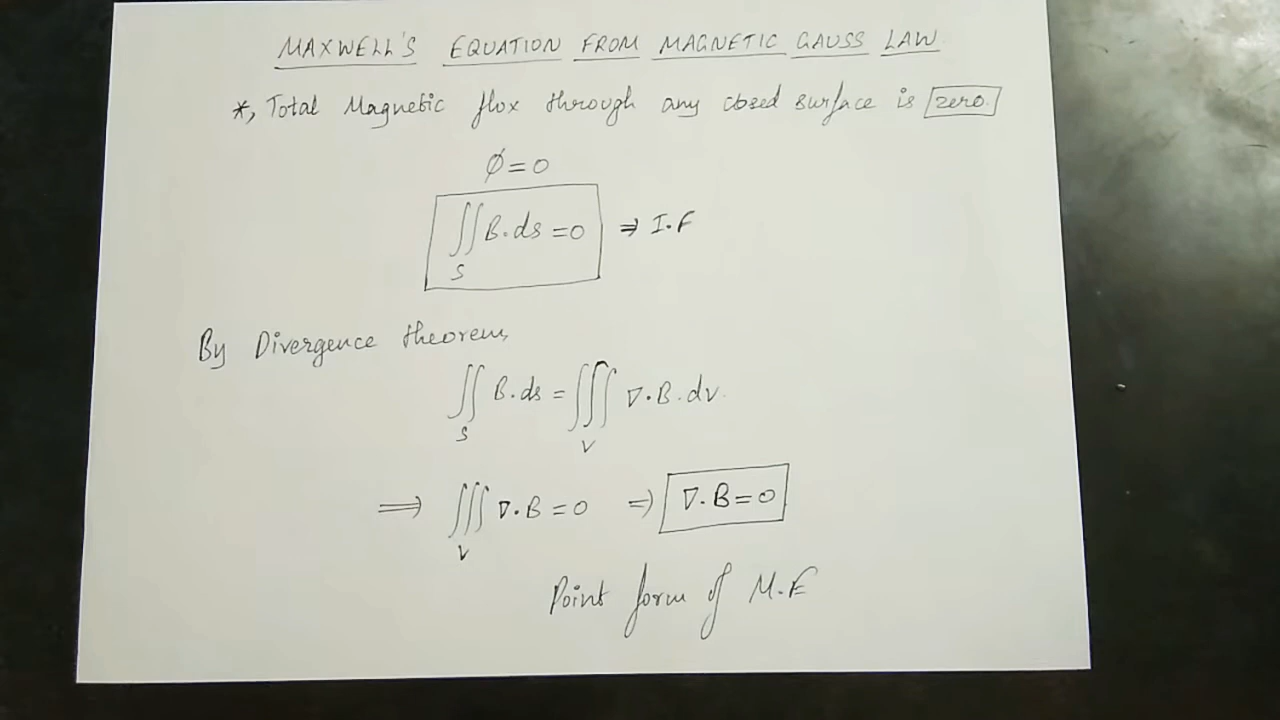 MAXWELL'S EQUATION FROM MAGNETIC GAUSS LAW
*, Total Magnetic flux through any closed surface is zero.
∅=0
∬ B.ds=0 ⇒ I.F
S
By Divergence theorem,
∬ B.ds = ∭ ∇.B.dv.
S V
⟹ ∭ ∇.B=0 ⇒ ∇.B=0
V
Point form of M.E